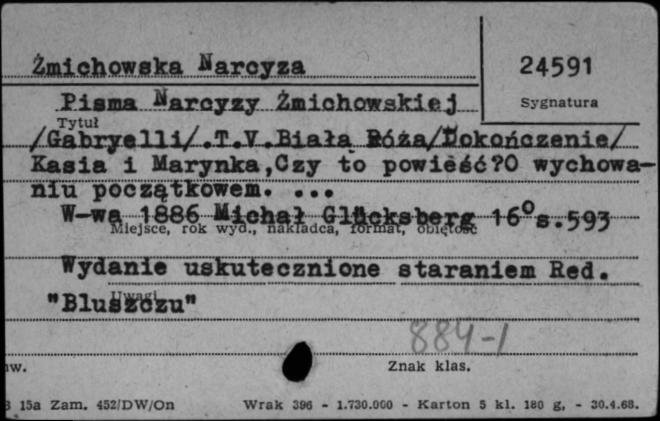 Żmichowska Narcyza
24591
Sygnatura
Pisma Narcyzy Żmichowskiej
Tytuł
/Gabryelli/.T.V.Biała Róża/Dokończenie/
Kasia i Marynka,Czy to powieść?O wychowa-
niu początkowem. ...
W-wa 1886 Michał Glücksberg 16° s.593
Miejsce, rok wyd., nakładca, format, objętość
Wydanie uskutecznione staraniem Red.
Uwagi
"Bluszczu"
884-1
nw.
Znak klas.
3 15a Zam. 452/DW/On Wrak 396 - 1.730.000 - Karton 5 kl. 180 g, - 30.4.68.